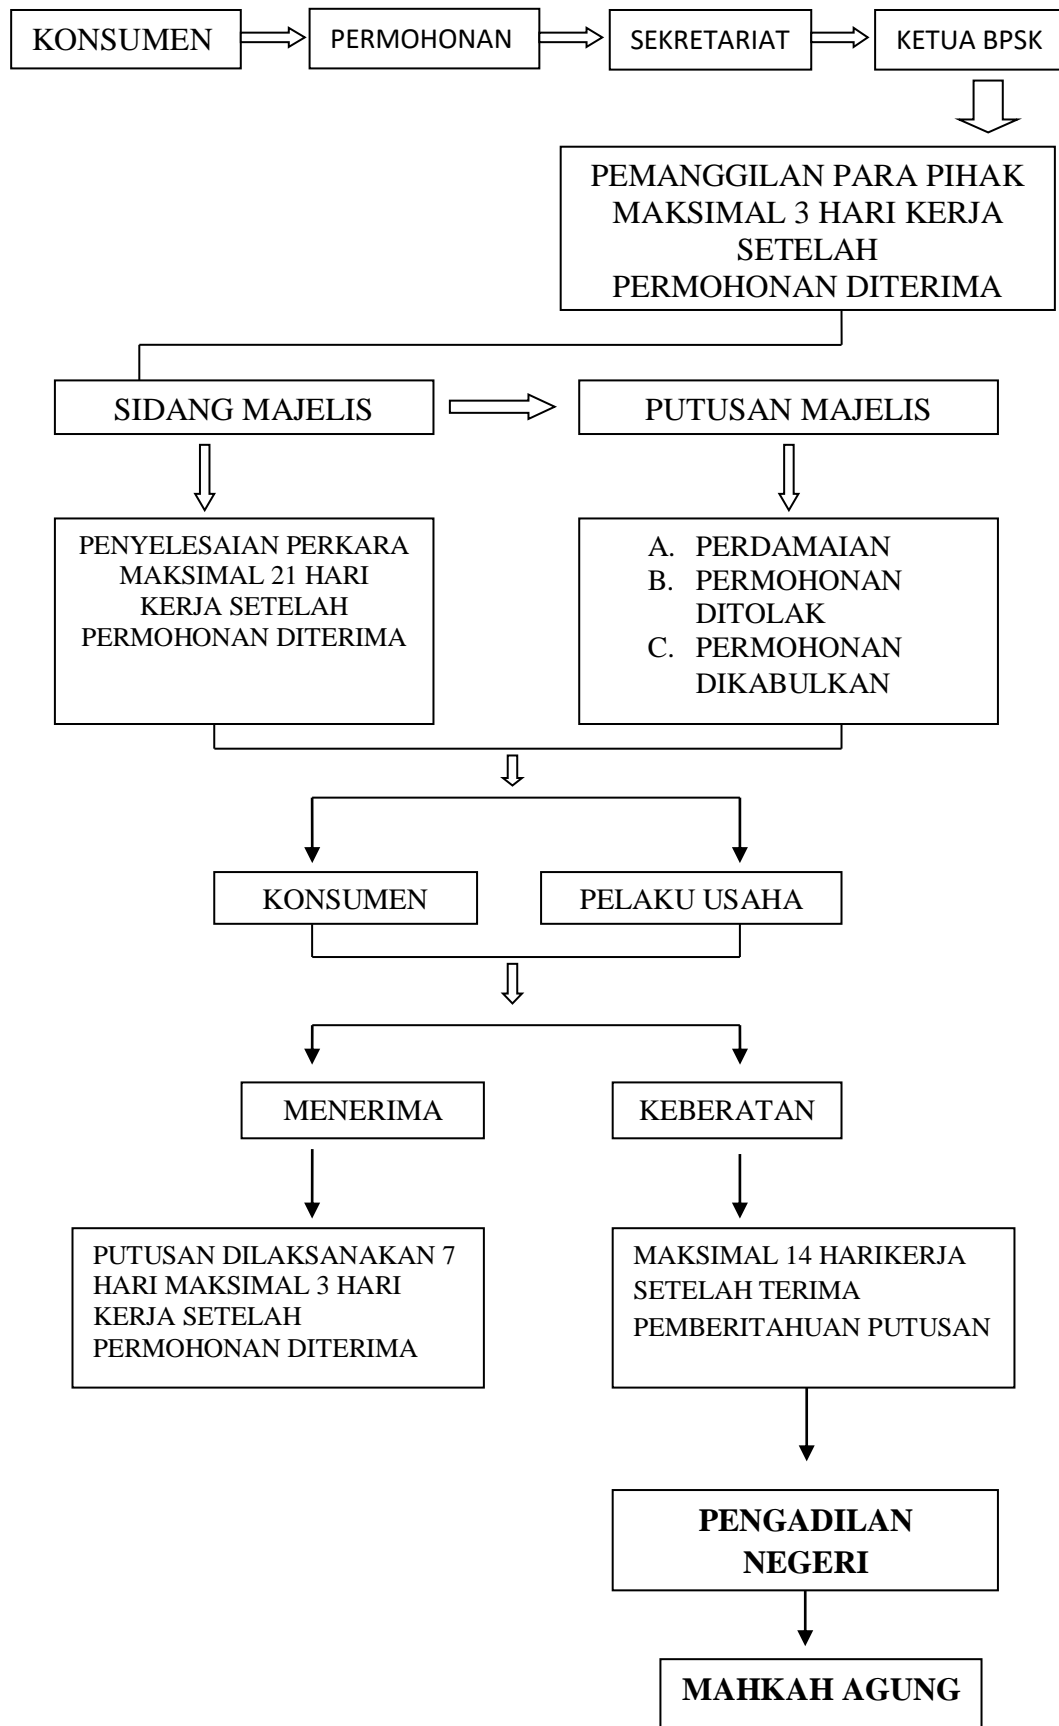 KONSUMEN
PERMOHONAN
SEKRETARIAT
KETUA BPSK
PEMANGGILAN PARA PIHAK
MAKSIMAL 3 HARI KERJA
SETELAH
PERMOHONAN DITERIMA
SIDANG MAJELIS
PUTUSAN MAJELIS
PENYELESAIAN PERKARA
MAKSIMAL 21 HARI
KERJA SETELAH
PERMOHONAN DITERIMA
A. PERDAMAIAN
B. PERMOHONAN
DITOLAK
C. PERMOHONAN
DIKABULKAN
KONSUMEN
PELAKU USAHA
MENERIMA
KEBERATAN
PUTUSAN DILAKSANAKAN 7
HARI MAKSIMAL 3 HARI
KERJA SETELAH
PERMOHONAN DITERIMA
MAKSIMAL 14 HARIKERJA
SETELAH TERIMA
PEMBERITAHUAN PUTUSAN
PENGADILAN
NEGERI
MAHKAH AGUNG